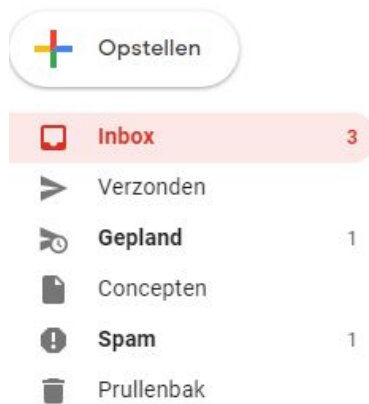 Opstellen
Inbox 3
Verzonden
Gepland 1
Concepten
Spam 1
Prullenbak